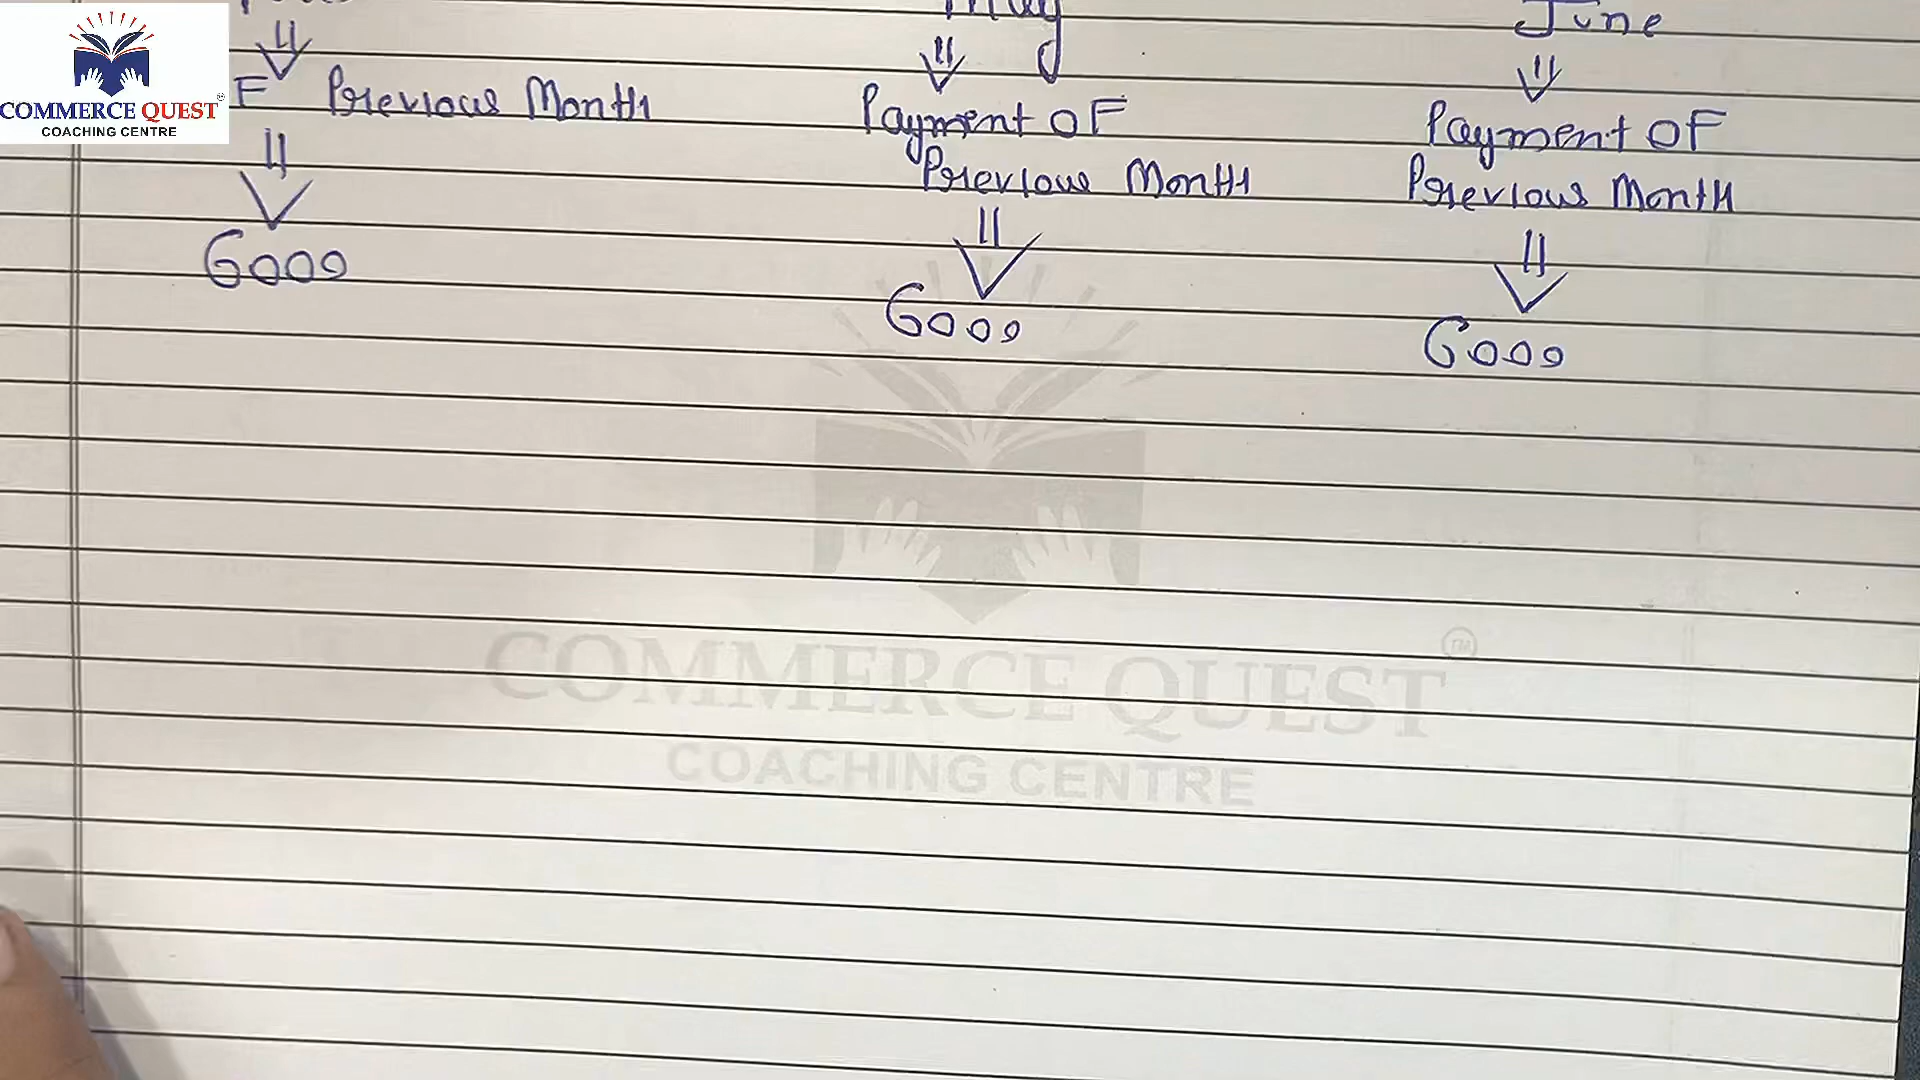 May
June
F Previous Month
Payment OF
Previous Month
Payment OF
Previous Month
6000
6000
6000
COMMERCE QUEST
COACHING CENTRE
COMMERCE QUEST TM
COACHING CENTRE